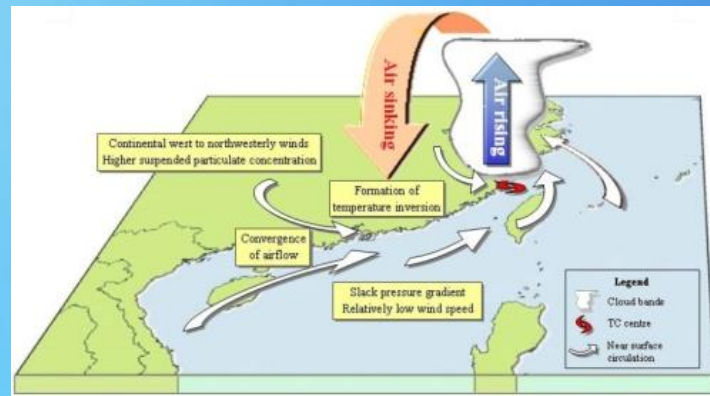 Air sinking
Air rising
Continental west to northwesterly winds
Higher suspended particulate concentration
Formation of
temperature inversion
Convergence
of airflow
Slack pressure gradient
Relatively low wind speed
Legend
Cloud bands
TC centre
Near surface
circulation